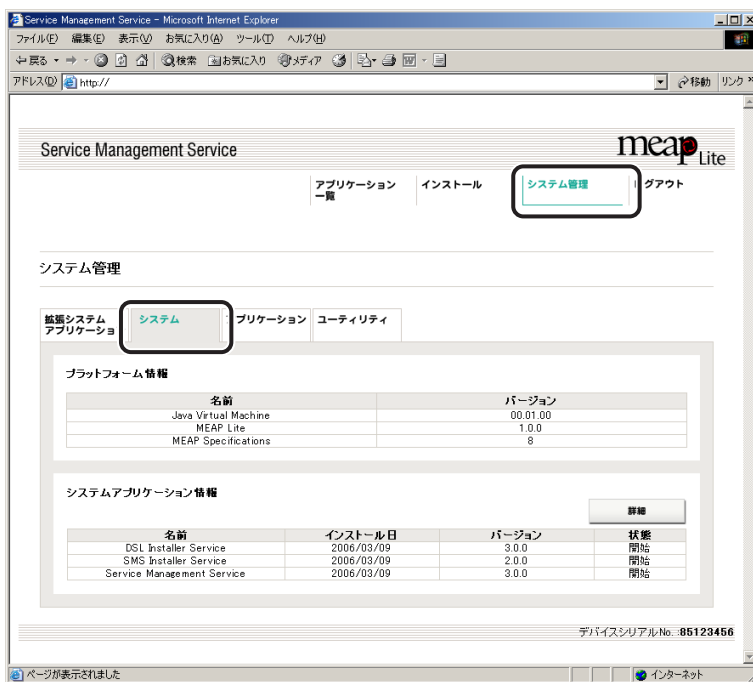 Service Management Service - Microsoft Internet Explorer
ファイル(F) 編集(E) 表示(V) お気に入り(A) ツール(T) ヘルプ(H)
戻る 検索 お気に入り メディア
アドレス(D) http:// 移動 リンク »
Service Management Service meap Lite
アプリケーション一覧 インストール システム管理 グアウト
システム管理
拡張システム
アプリケーショ システム プリケーション ユーティリティ
プラットフォーム情報
名前 バージョン
Java Virtual Machine 00.01.00
MEAP Lite 1.0.0
MEAP Specifications 8
システムアプリケーション情報
詳細
名前 インストール日 バージョン 状態
DSL Installer Service 2006/03/09 3.0.0 開始
SMS Installer Service 2006/03/09 2.0.0 開始
Service Management Service 2006/03/09 3.0.0 開始
デバイスシリアルNo. :85123456
ページが表示されました インターネット